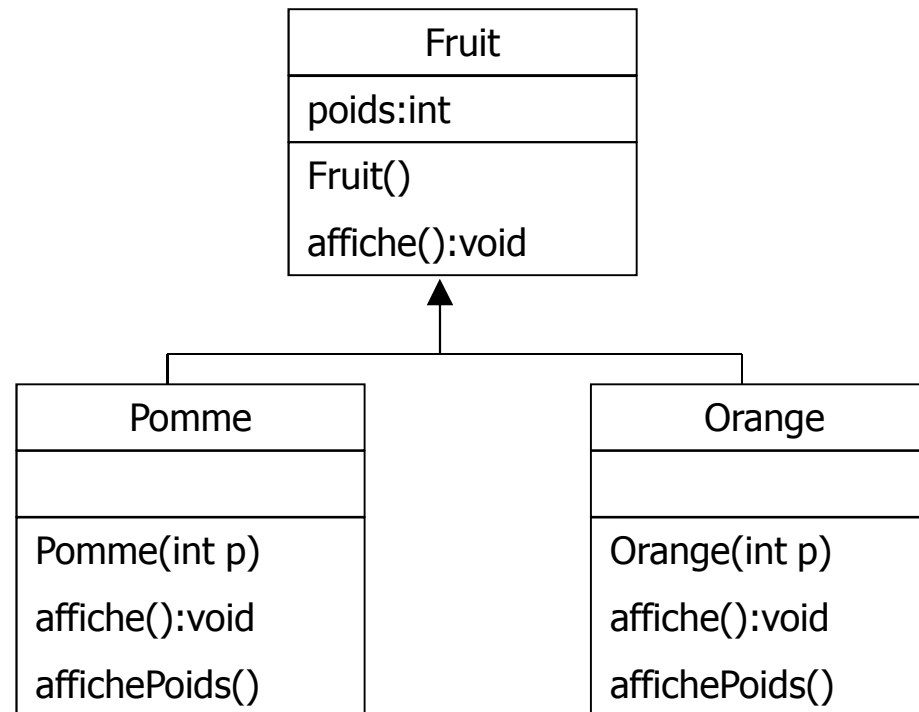 Fruit
poids:int
Fruit()
affiche():void
Pomme
Pomme(int p)
affiche():void
affichePoids()
Orange
Orange(int p)
affiche():void
affichePoids()